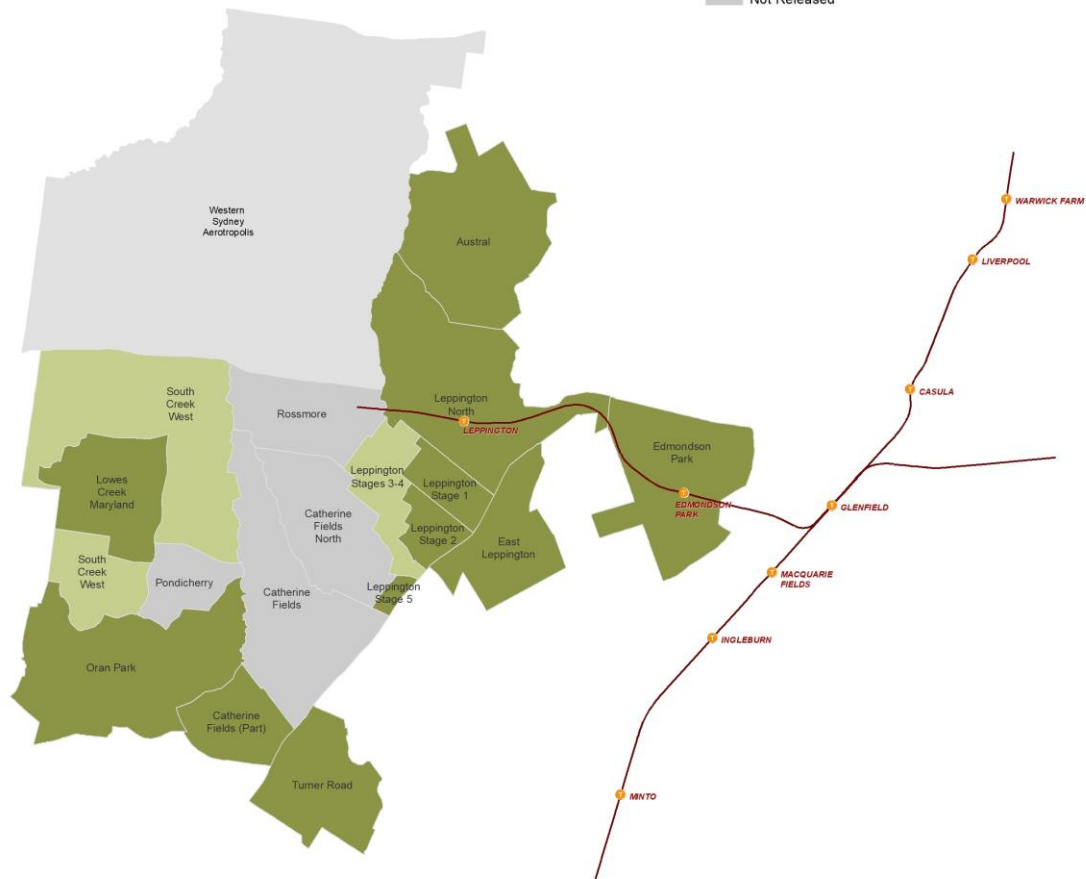 Not Released
Western
Sydney
Aerotropolis
Austral
WARWICK FARM
LIVERPOOL
CASULA
South
Creek
West
Rossmore
Leppington
North
LEPPINGTON
Edmondson
Park
Leppington
Stages 3-4
Leppington
Stage 1
Lowes
Creek
Maryland
EDMONDSON
PARK
GLENFIELD
Catherine
Fields
North
Leppington
Stage 2
East
Leppington
South
Creek
West
Pondicherry
Catherine
Fields
Leppington
Stage 5
MACQUARIE
FIELDS
INGLEBURN
Oran Park
Catherine
Fields (Part)
Turner Road
MINTO